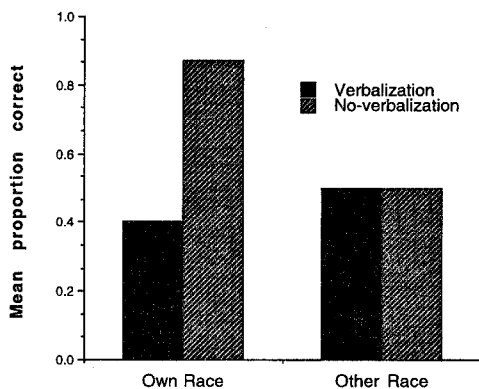 Mean proportion correct
1.0
0.8
0.6
0.4
0.2
0.0
Verbalization
No-verbalization
Own Race
Other Race